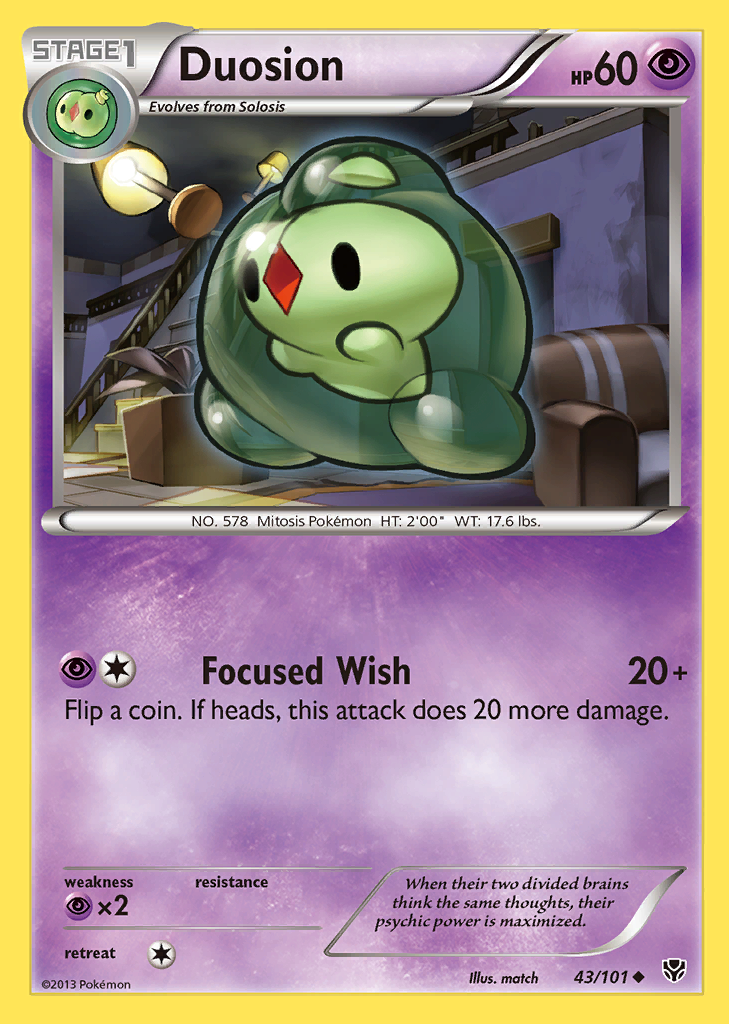 STAGE1
Duosion
HP60
Evolves from Solosis
NO. 578 Mitosis Pokémon HT: 2'00" WT: 17.6 lbs.
Focused Wish 20+
Flip a coin. If heads, this attack does 20 more damage.
weakness resistance
×2
When their two divided brains
think the same thoughts, their
psychic power is maximized.
retreat
Illus. match 43/101
©2013 Pokémon